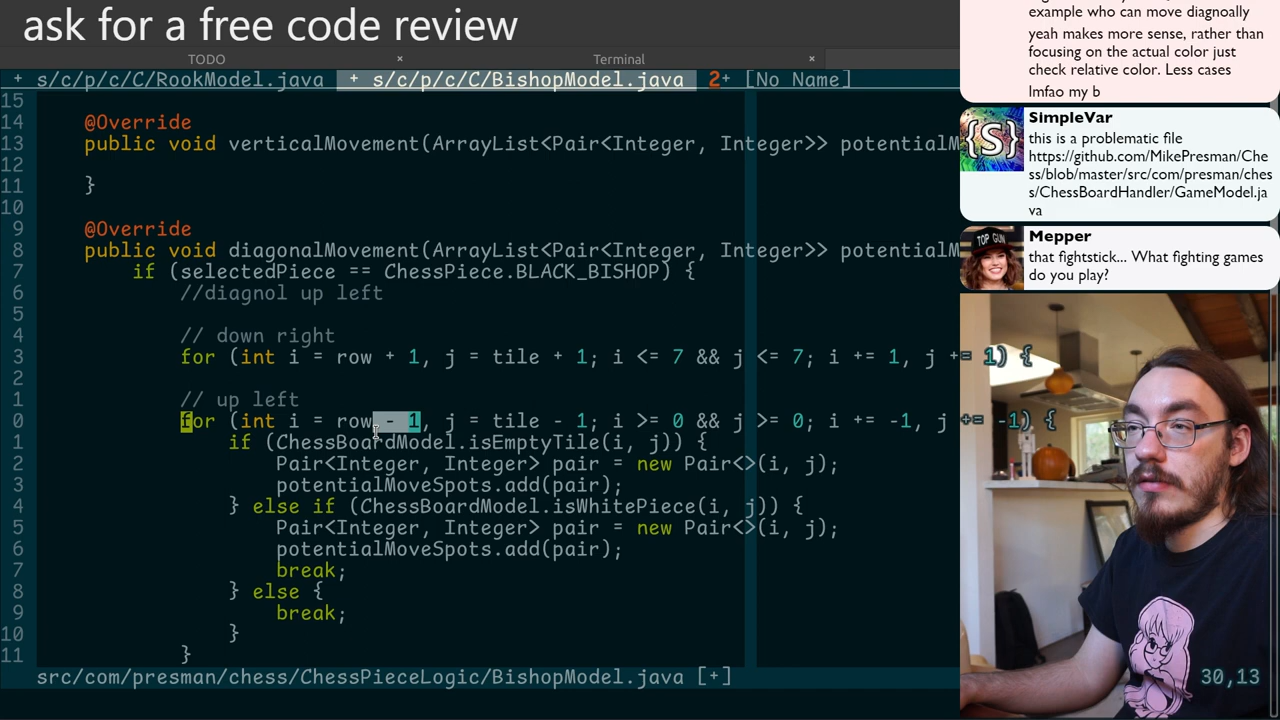 ask for a free code review
TODO × Terminal ×
+ s/c/p/c/C/RookModel.java + s/c/p/c/C/BishopModel.java 2+ [No Name]
15
14 @Override
13 public void verticalMovement(ArrayList<Pair<Integer, Integer>> potentialM
12
11 }
10
9 @Override
8 public void diagonalMovement(ArrayList<Pair<Integer, Integer>> potentialM
7 if (selectedPiece == ChessPiece.BLACK_BISHOP) {
6 //diagnol up left
5
4 // down right
3 for (int i = row + 1, j = tile + 1; i <= 7 && j <= 7; i += 1, j += 1) {
2
1 // up left
0 for (int i = row - 1, j = tile - 1; i >= 0 && j >= 0; i += -1, j += -1) {
1 if (ChessBoardModel.isEmptyTile(i, j)) {
2 Pair<Integer, Integer> pair = new Pair<>(i, j);
3 potentialMoveSpots.add(pair);
4 } else if (ChessBoardModel.isWhitePiece(i, j)) {
5 Pair<Integer, Integer> pair = new Pair<>(i, j);
6 potentialMoveSpots.add(pair);
7 break;
8 } else {
9 break;
10 }
11 }
src/com/presman/chess/ChessPieceLogic/BishopModel.java [+]
30,13
example who can move diagnoally
yeah makes more sense, rather than
focusing on the actual color just
check relative color. Less cases
lmfao my b
SimpleVar
{S}
this is a problematic file
https://github.com/MikePresman/Che
ss/blob/master/src/com/presman/ches
s/ChessBoardHandler/GameModel.ja
va
Mepper
TOP GUN
that fightstick... What fighting games
do you play?